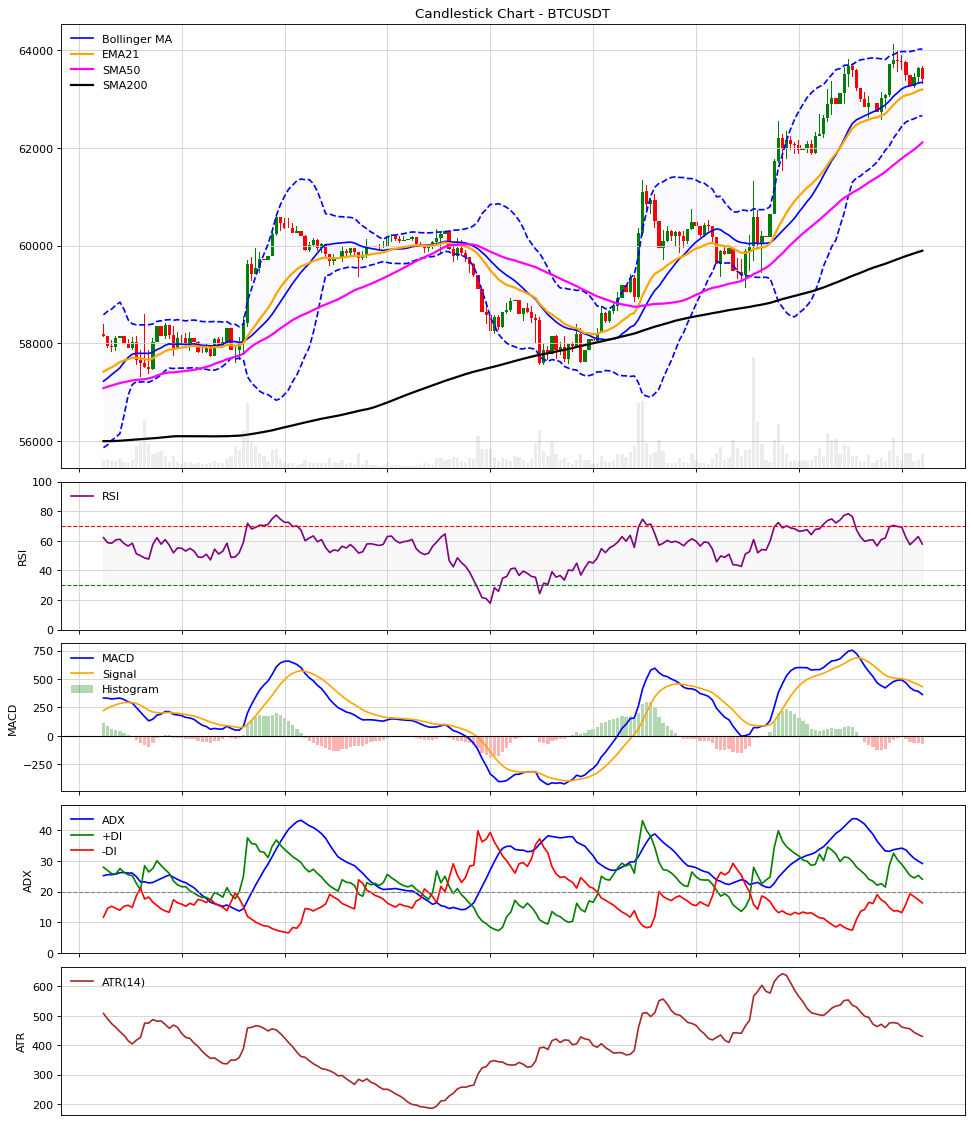 Candlestick Chart - BTCUSDT
Bollinger MA
EMA21
SMA50
SMA200
64000
62000
60000
58000
56000
RSI
RSI
100
80
60
40
20
0
MACD
Signal
Histogram
MACD
750
500
250
0
−250
ADX
+DI
-DI
ADX
40
30
20
10
0
ATR(14)
ATR
600
500
400
300
200